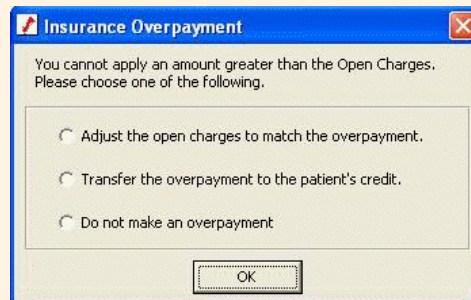 Insurance Overpayment
You cannot apply an amount greater than the Open Charges.
Please choose one of the following.
Adjust the open charges to match the overpayment.
Transfer the overpayment to the patient's credit.
Do not make an overpayment
OK